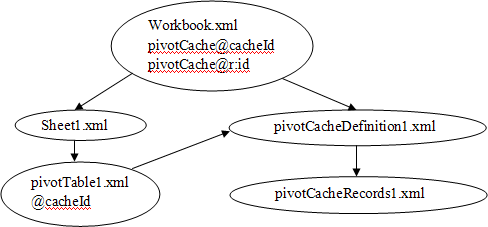 Workbook.xml
pivotCache@cacheId
pivotCache@r:id
Sheet1.xml
pivotCacheDefinition1.xml
pivotTable1.xml
@cacheId
pivotCacheRecords1.xml